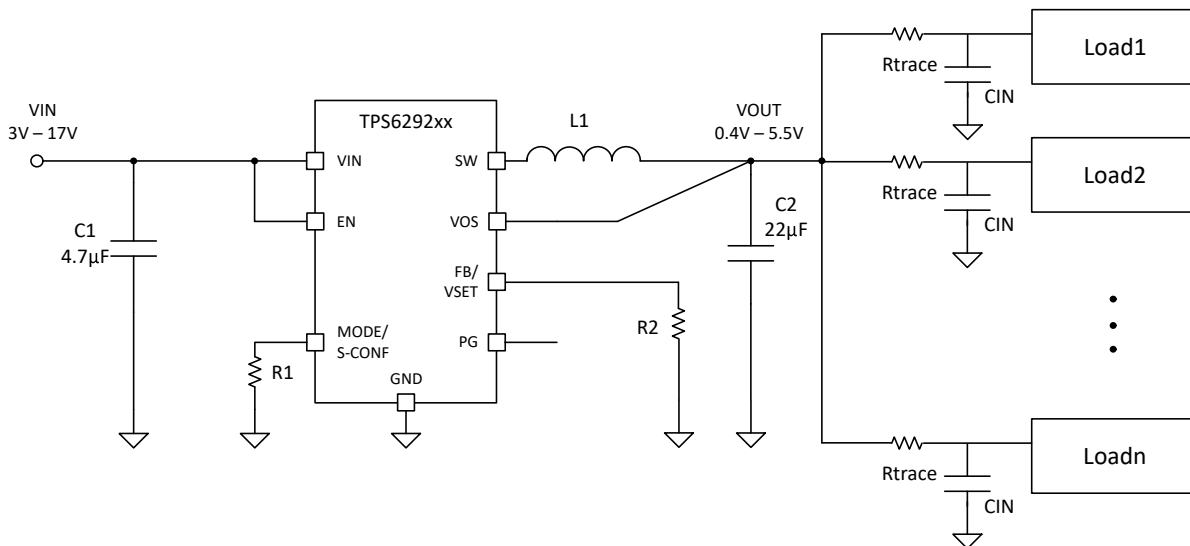 VIN
3V – 17V
C1
4.7µF
TPS6292xx
VIN
EN
MODE/
S-CONF
GND
SW
VOS
FB/
VSET
PG
R1
L1
R2
VOUT
0.4V – 5.5V
C2
22µF
Rtrace
CIN
Load1
Rtrace
CIN
Load2
Rtrace
CIN
Loadn